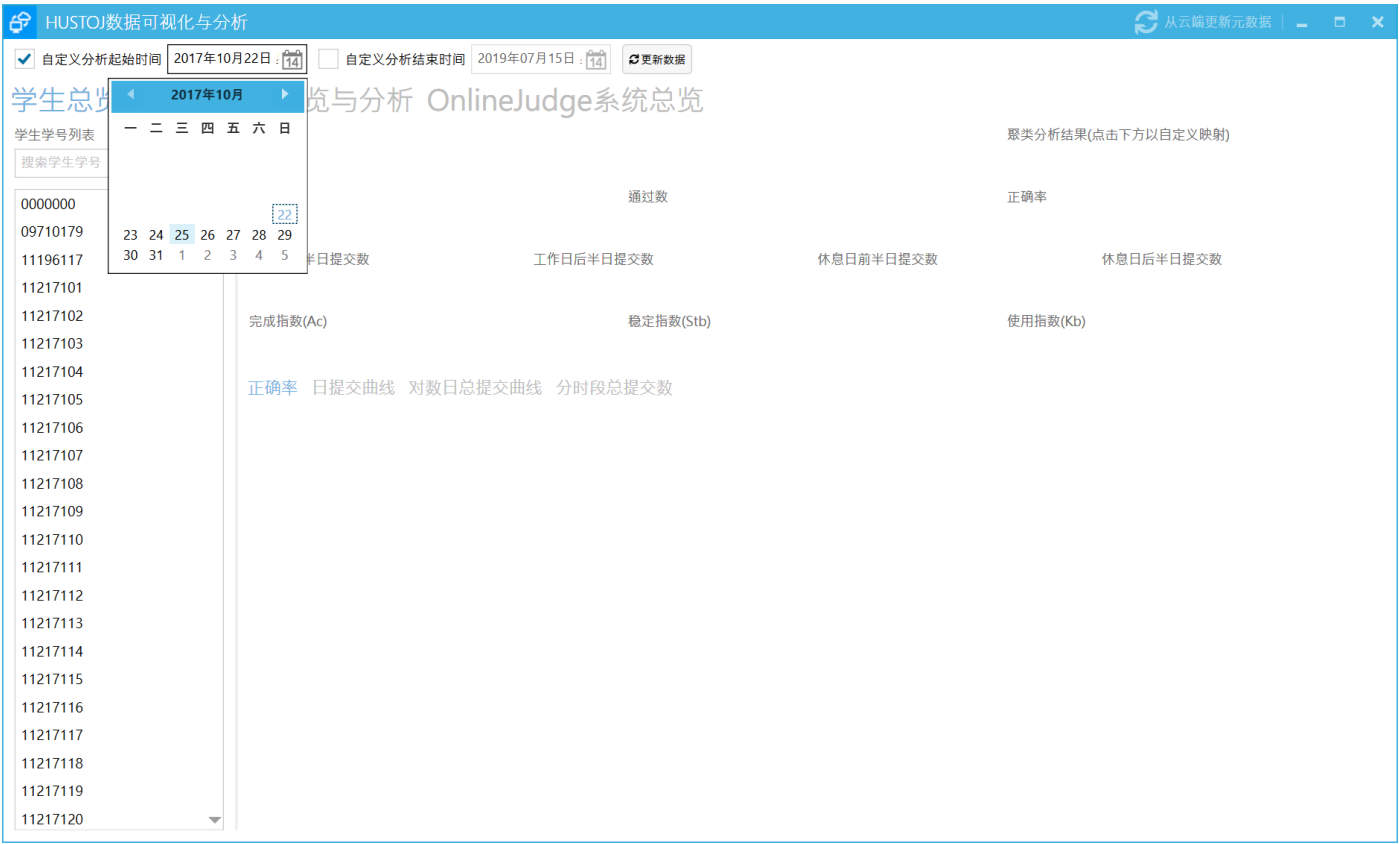 HUSTOJ数据可视化与分析
从云端更新元数据
自定义分析起始时间 2017年10月22日 : 14 自定义分析结束时间 2019年07月15日 : 14 更新数据
学生总览 览与分析 OnlineJudge系统总览
2017年10月
一 二 三 四 五 六 日
22
23 24 25 26 27 28 29
30 31 1 2 3 4 5
学生学号列表
搜索学生学号
0000000
09710179
11196117
11217101
11217102
11217103
11217104
11217105
11217106
11217107
11217108
11217109
11217110
11217111
11217112
11217113
11217114
11217115
11217116
11217117
11217118
11217119
11217120
聚类分析结果(点击下方以自定义映射)
通过数 正确率
半日提交数 工作日后半日提交数 休息日前半日提交数 休息日后半日提交数
完成指数(Ac) 稳定指数(Stb) 使用指数(Kb)
正确率 日提交曲线 对数日总提交曲线 分时段总提交数